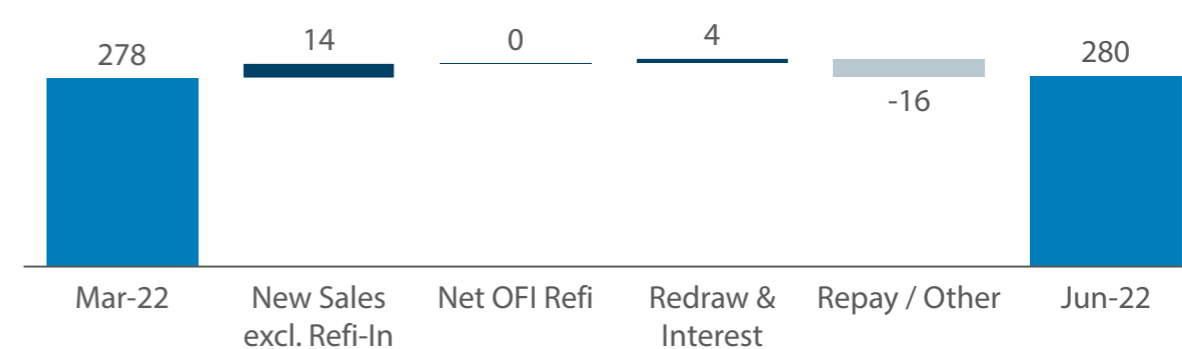 278
14
0
4
-16
280
Mar-22
New Sales
excl. Refi-In
Net OFI Refi
Redraw &
Interest
Repay / Other
Jun-22